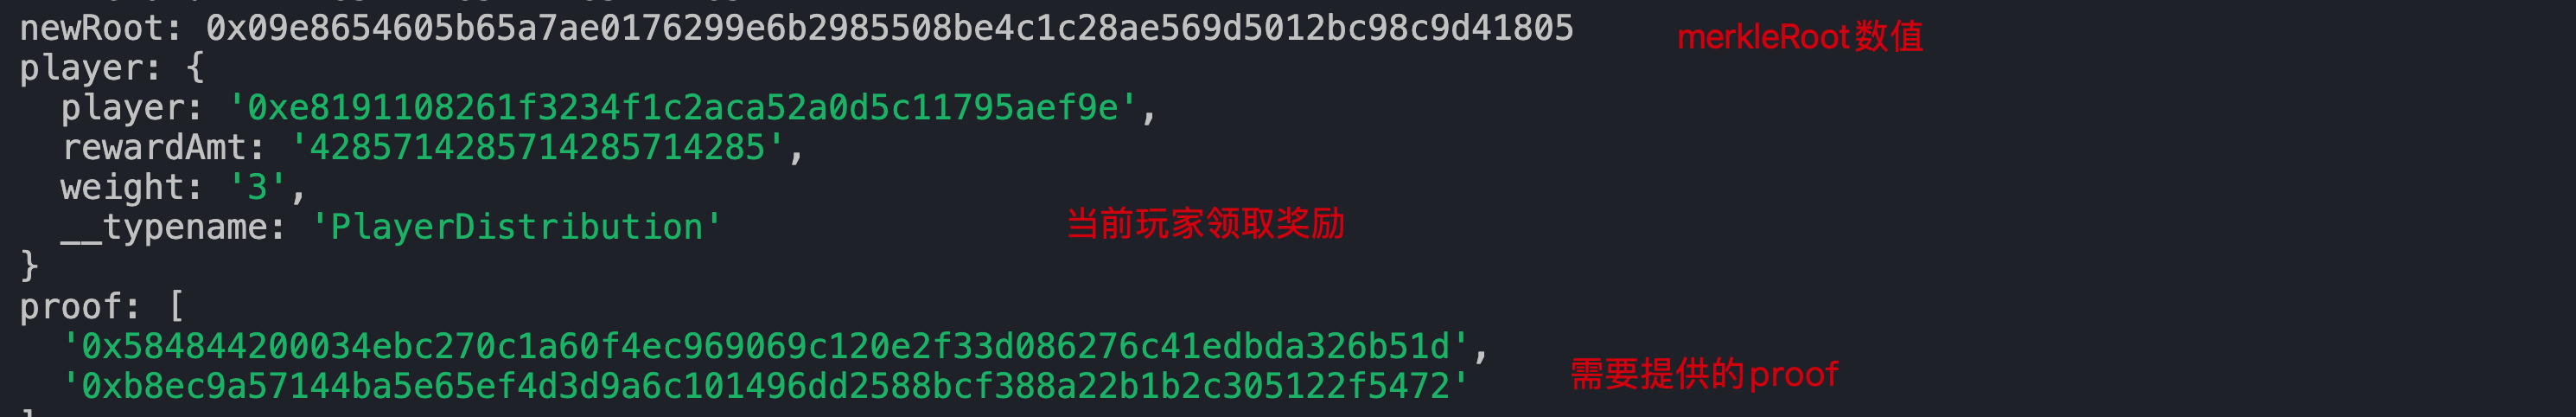 newRoot: 0x09e8654605b65a7ae0176299e6b2985508be4c1c28ae569d5012bc98c9d41805 merkleRoot数值
player: {
player: '0xe8191108261f3234f1c2aca52a0d5c11795aef9e',
rewardAmt: '4285714285714285714285',
weight: '3',
__typename: 'PlayerDistribution' 当前玩家领取奖励
}
proof: [
'0x584844200034ebc270c1a60f4ec969069c120e2f33d086276c41edbda326b51d',
'0xb8ec9a57144ba5e65ef4d3d9a6c101496dd2588bcf388a22b1b2c305122f5472' 需要提供的proof